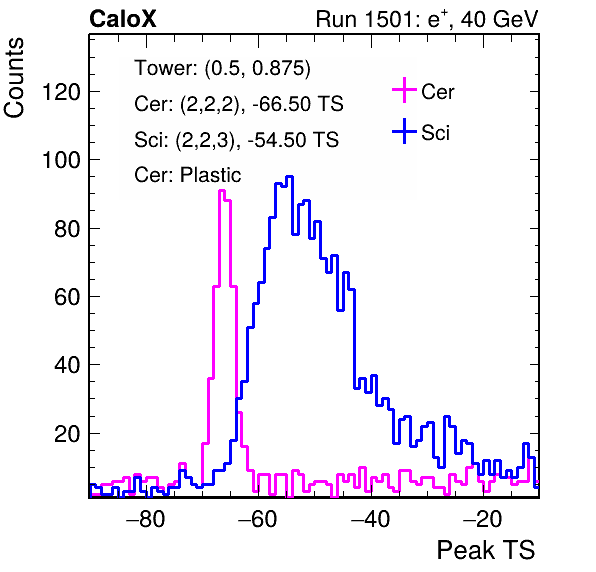 CaloX Run 1501: e⁺, 40 GeV
Counts
Tower: (0.5, 0.875)
Cer: (2,2,2), -66.50 TS
Sci: (2,2,3), -54.50 TS
Cer: Plastic
Cer
Sci
120
100
80
60
40
20
−80 −60 −40 −20
Peak TS